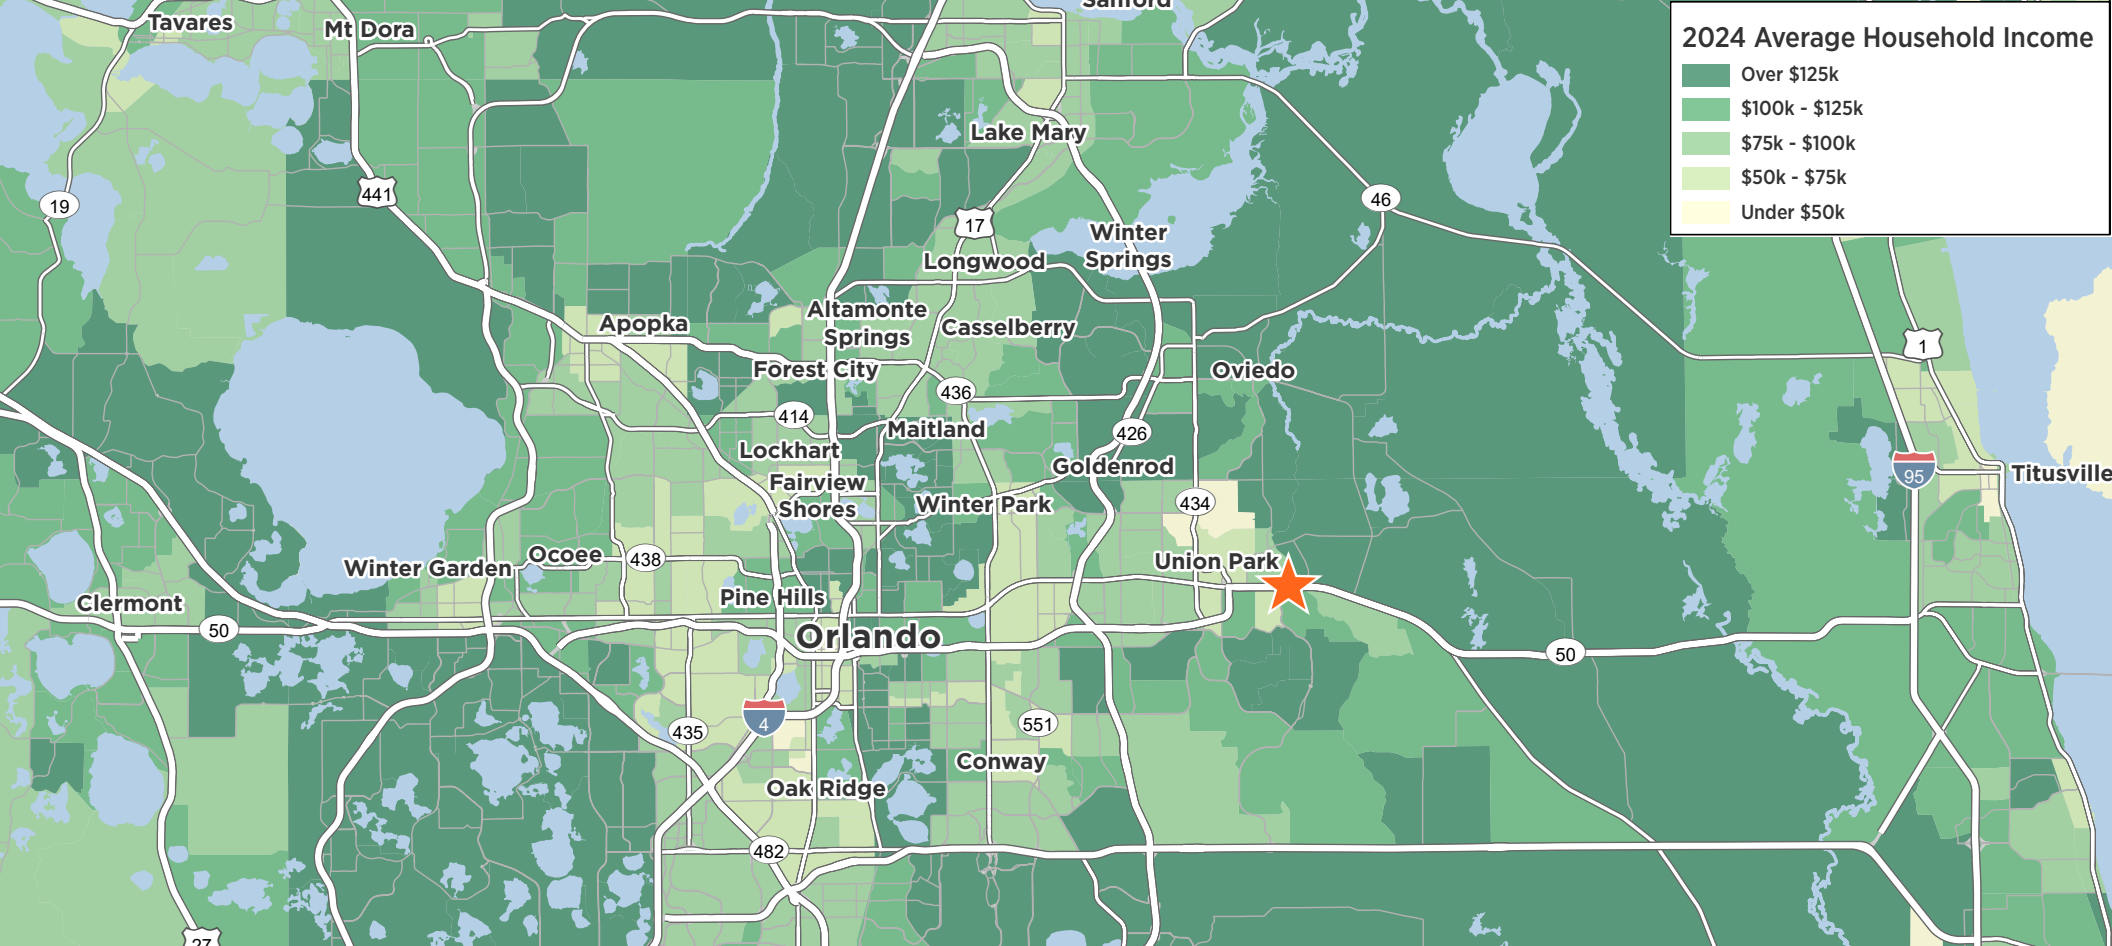 Sanford
Tavares
Mt Dora
2024 Average Household Income
Over $125k
$100k - $125k
$75k - $100k
$50k - $75k
Under $50k
Lake Mary
441
19
46
17
Winter
Springs
Longwood
Altamonte
Springs
Apopka
Casselberry
1
Forest City
Oviedo
436
414
Maitland
426
Lockhart
Goldenrod
95
Titusville
Fairview
Shores
Winter Park
434
Ocoee
438
Winter Garden
Union Park
Pine Hills
Clermont
50
Orlando
50
4
435
551
Conway
Oak Ridge
482
27